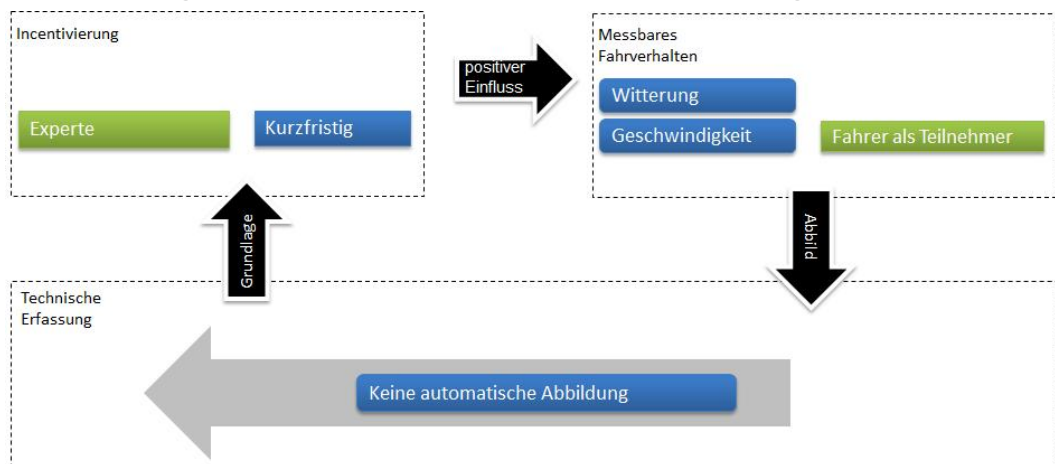 Incentivierung
Experte
Kurzfristig
positiver
Einfluss
Messbares
Fahrverhalten
Witterung
Geschwindigkeit
Fahrer als Teilnehmer
Grundlage
Abbild
Technische
Erfassung
Keine automatische Abbildung